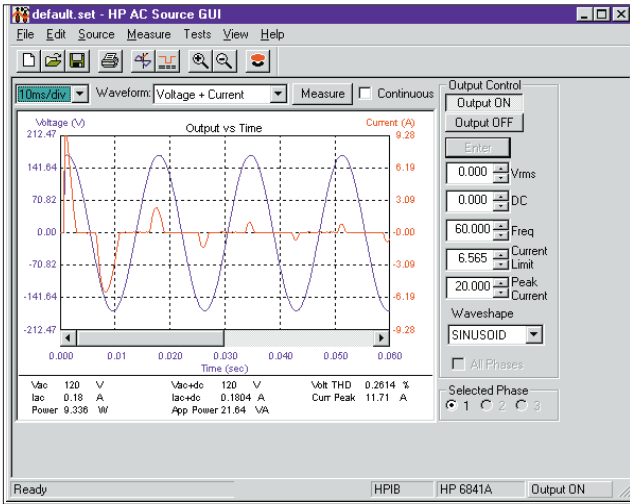 default.set - HP AC Source GUI
File Edit Source Measure Tests View Help
10ms/div Waveform: Voltage + Current Measure Continuous
Output Control
Output ON
Output OFF
Enter
0.000 Vrms
0.000 DC
60.000 Freq
6.565 Current Limit
20.000 Peak Current
Waveshape
SINUSOID
All Phases
Selected Phase
1 2 3
Voltage (V) Output vs Time Current (A)
212.47 9.28
141.64 6.19
70.82 3.09
0.00 -0.00
-70.82 -3.09
-141.64 -6.19
-212.47 -9.28
0.000 0.01 0.020 0.030 0.040 0.050 0.060
Time (sec)
Vac 120 V Vac+dc 120 V Volt THD 0.2614 %
Iac 0.18 A Iac+dc 0.1804 A Curr Peak 11.71 A
Power 9.336 W App Power 21.64 VA
Ready HPIB HP 6841A Output ON